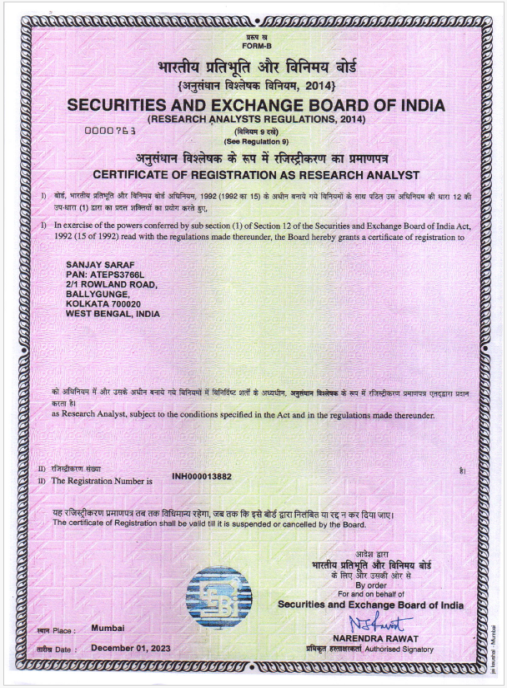 प्ररूप ख
FORM-B
भारतीय प्रतिभूति और विनिमय बोर्ड
{अनुसंधान विश्लेषक विनियम, 2014}
SECURITIES AND EXCHANGE BOARD OF INDIA
(RESEARCH ANALYSTS REGULATIONS, 2014)
0000763
(विनियम 9 देखें)
(See Regulation 9)
अनुसंधान विश्लेषक के रूप में रजिस्ट्रीकरण का प्रमाणपत्र
CERTIFICATE OF REGISTRATION AS RESEARCH ANALYST
I) बोर्ड, भारतीय प्रतिभूति और विनिमय बोर्ड अधिनियम, 1992 (1992 का 15) के अधीन बनाये गये विनियमों के साथ पठित उस अधिनियम की धारा 12 की
उप-धारा (1) द्वारा का प्रदत्त शक्तियों का प्रयोग करते हुए,
I) In exercise of the powers conferred by sub section (1) of Section 12 of the Securities and Exchange Board of India Act,
1992 (15 of 1992) read with the regulations made thereunder, the Board hereby grants a certificate of registration to
SANJAY SARAF
PAN: ATEPS3766L
2/1 ROWLAND ROAD,
BALLYGUNGE,
KOLKATA 700020
WEST BENGAL, INDIA
को अधिनियम में और उसके अधीन बनाये गये विनियमों में विनिर्दिष्ट शर्तों के अध्यधीन, अनुसंधान विश्लेषक के रूप में रजिस्ट्रीकरण प्रमाणपत्र एतद्द्वारा प्रदान
करता है।
as Research Analyst, subject to the conditions specified in the Act and in the regulations made thereunder.
II) रजिस्ट्रीकरण संख्या है।
II) The Registration Number is INH000013882
यह रजिस्ट्रीकरण प्रमाणपत्र तब तक विधिमान्य रहेगा, जब तक कि इसे बोर्ड द्वारा निलंबित या रद्द न कर दिया जाए।
The certificate of Registration shall be valid till it is suspended or cancelled by the Board.
आदेश द्वारा
भारतीय प्रतिभूति और विनिमय बोर्ड
के लिए और उसकी ओर से
By order
For and on behalf of
Securities and Exchange Board of India
SEBI
स्थान Place : Mumbai
NARENDRA RAWAT
प्राधिकृत हस्ताक्षरकर्ता Authorised Signatory
तारीख Date : December 01, 2023